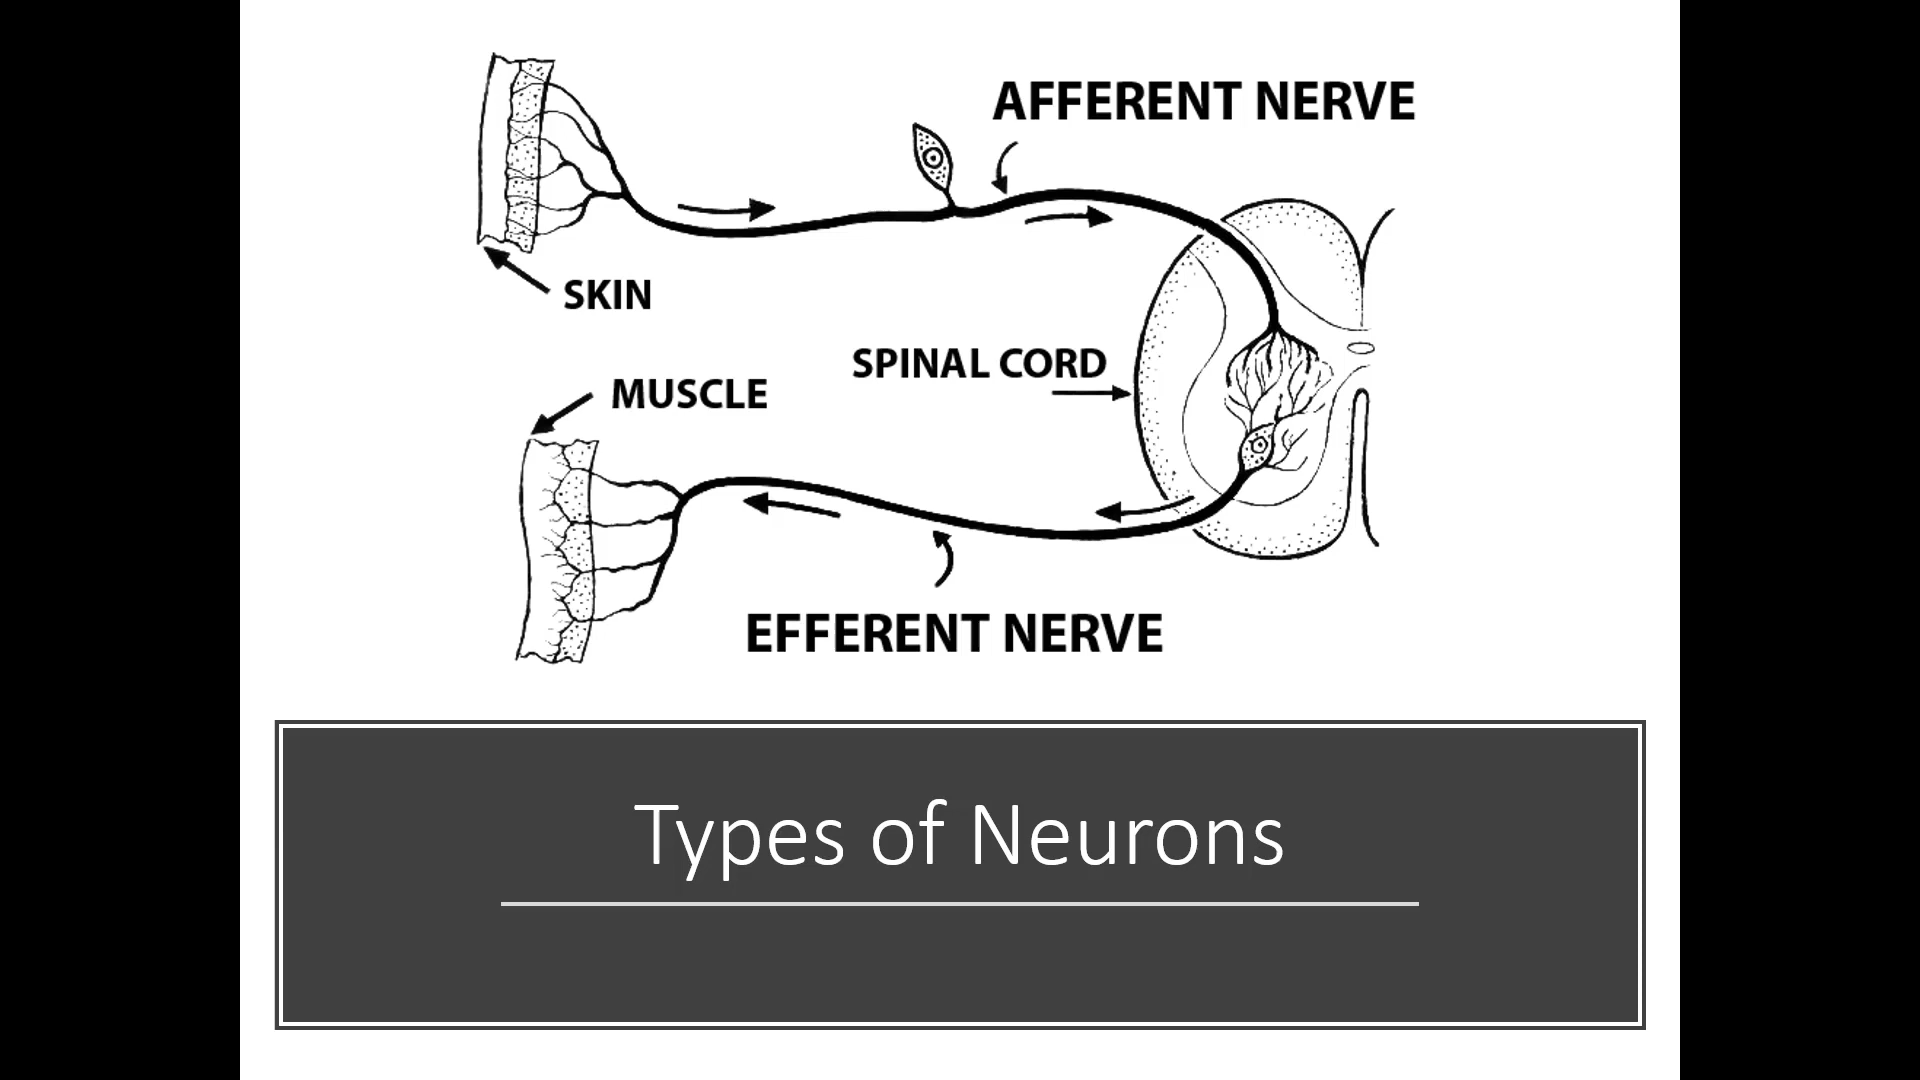 AFFERENT NERVE
SKIN
SPINAL CORD
MUSCLE
EFFERENT NERVE
Types of Neurons